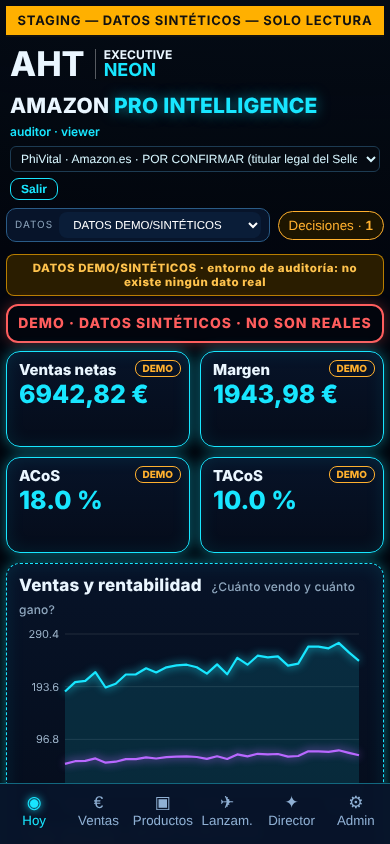 STAGING — DATOS SINTÉTICOS — SOLO LECTURA
AHT
EXECUTIVE
NEON
AMAZON PRO INTELLIGENCE
auditor · viewer
PhiVital · Amazon.es · POR CONFIRMAR (titular legal del Selle
Salir
DATOS DATOS DEMO/SINTÉTICOS
Decisiones · 1
DATOS DEMO/SINTÉTICOS · entorno de auditoría: no
existe ningún dato real
DEMO · DATOS SINTÉTICOS · NO SON REALES
Ventas netas DEMO
6942,82 €
Margen DEMO
1943,98 €
ACoS DEMO
18.0 %
TACoS DEMO
10.0 %
Ventas y rentabilidad ¿Cuánto vendo y cuánto
gano?
290.4
193.6
96.8
Hoy
€
Ventas
Productos
Lanzam.
Director
Admin